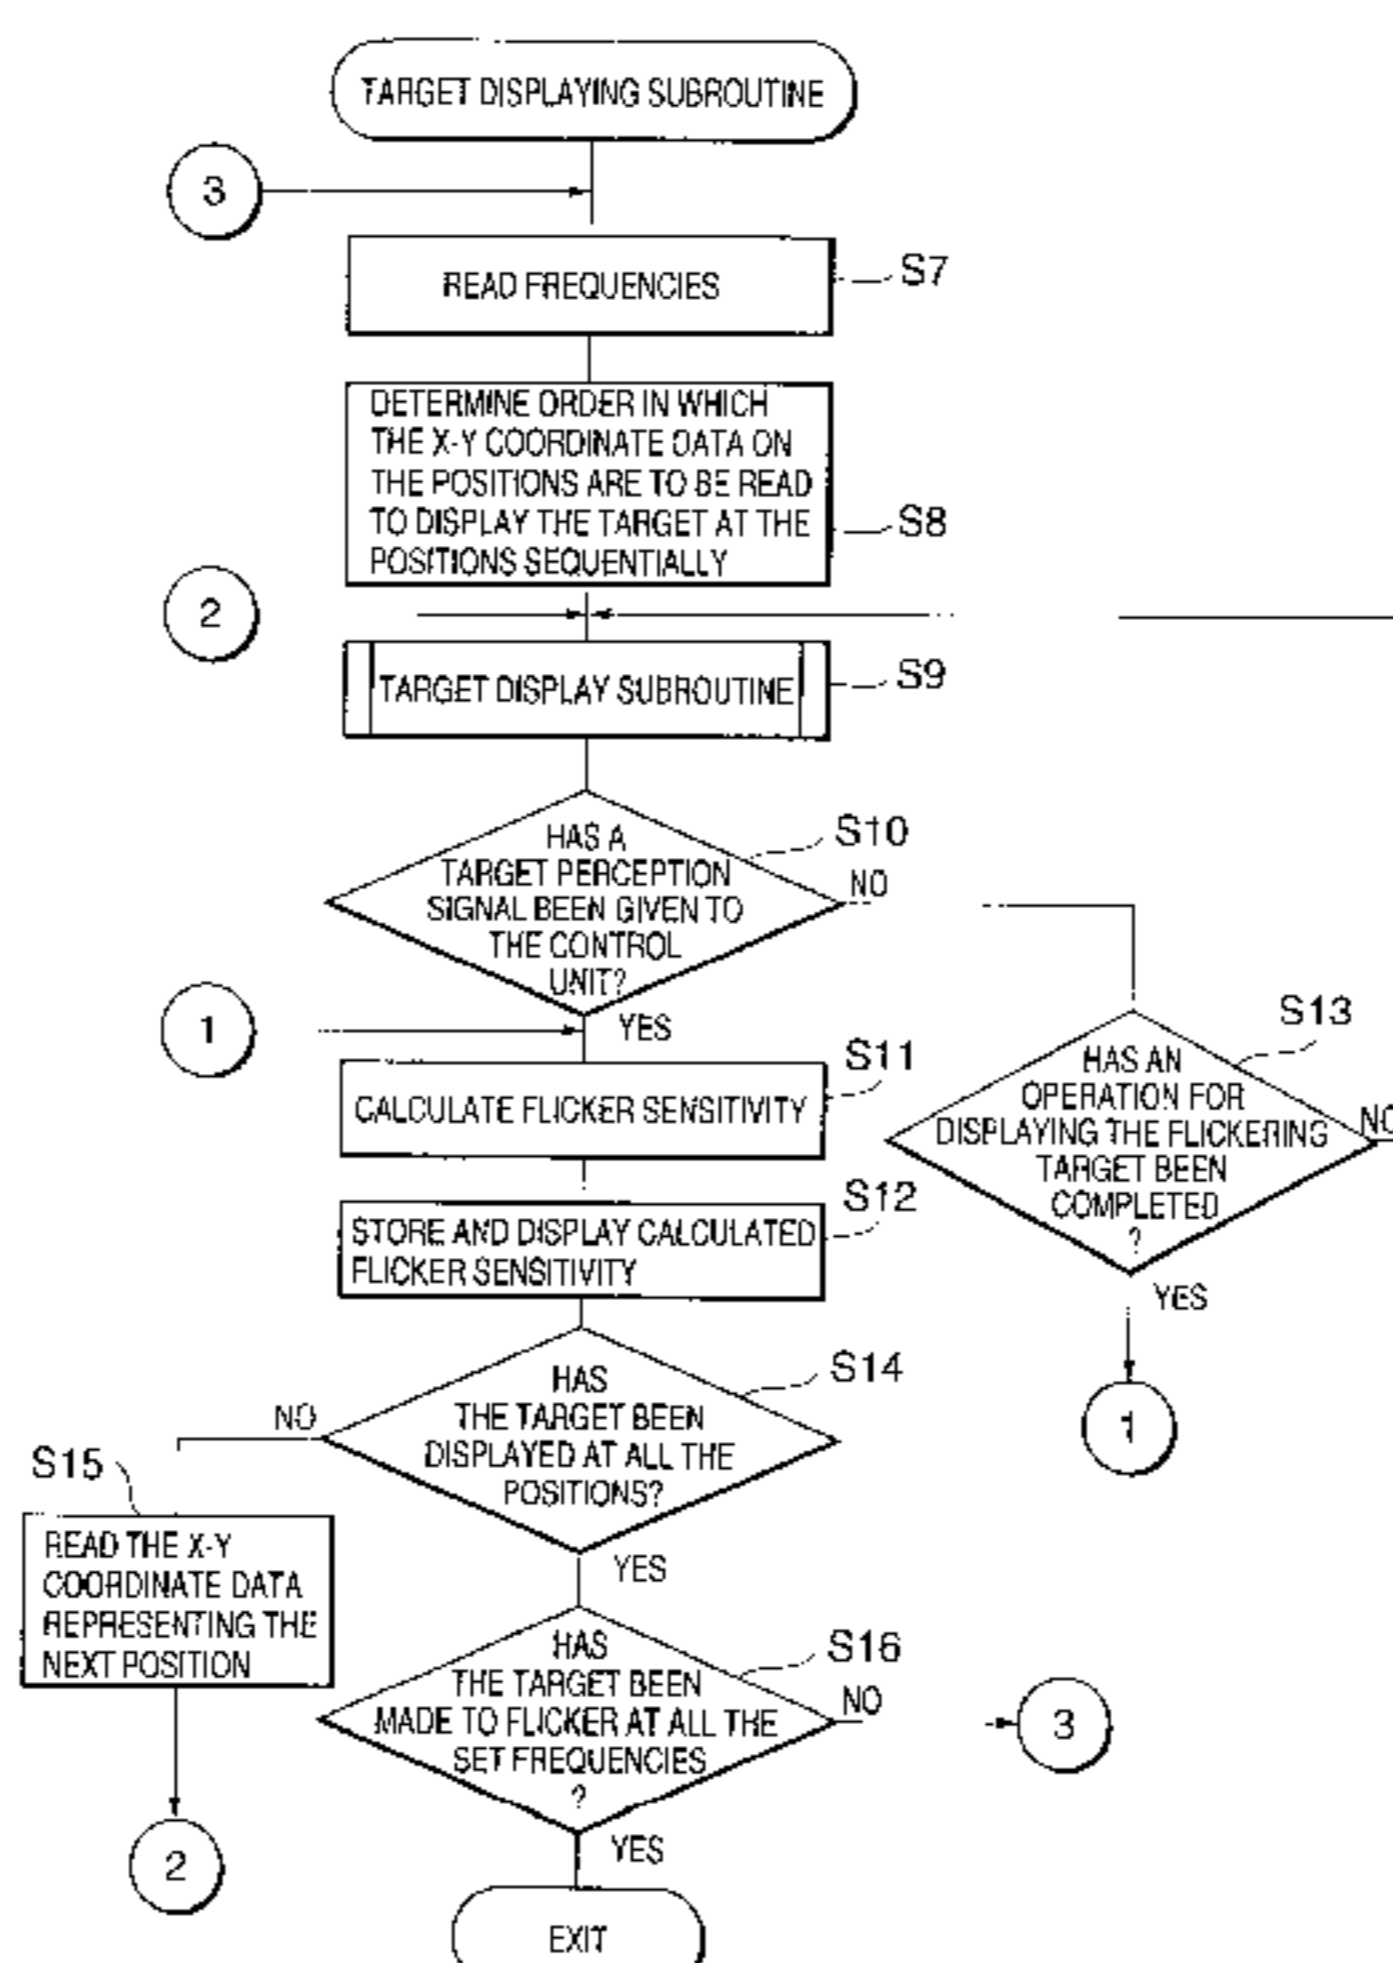 TARGET DISPLAYING SUBROUTINE
3
READ FREQUENCIES
S7
DETERMINE ORDER IN WHICH
THE X-Y COORDINATE DATA ON
THE POSITIONS ARE TO BE READ
TO DISPLAY THE TARGET AT THE
POSITIONS SEQUENTIALLY
S8
2
TARGET DISPLAY SUBROUTINE
S9
HAS A
TARGET PERCEPTION
SIGNAL BEEN GIVEN TO
THE CONTROL
UNIT?
S10
NO
YES
1
CALCULATE FLICKER SENSITIVITY
S11
HAS AN
OPERATION FOR
DISPLAYING THE FLICKERING
TARGET BEEN
COMPLETED
?
S13
NO
YES
1
STORE AND DISPLAY CALCULATED
FLICKER SENSITIVITY
S12
HAS
THE TARGET BEEN
DISPLAYED AT ALL THE
POSITIONS?
S14
NO
YES
S15
READ THE X-Y
COORDINATE DATA
REPRESENTING THE
NEXT POSITION
2
HAS
THE TARGET BEEN
MADE TO FLICKER AT ALL THE
SET FREQUENCIES
?
S16
NO
3
YES
EXIT